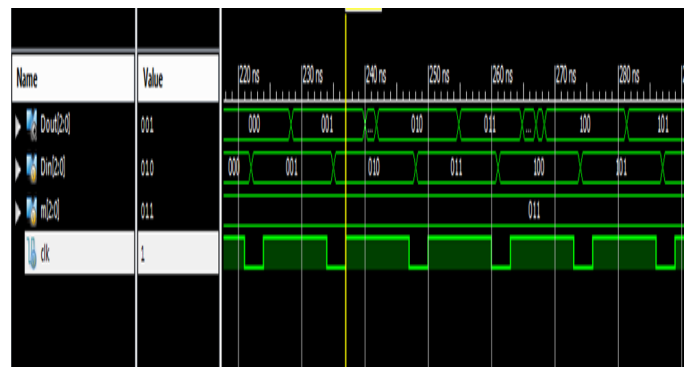 Name Value 220 ns 230 ns 240 ns 250 ns 260 ns 270 ns 280 ns
Dout[2:0] 001 000 001 ... 010 011 ... 100 101
Din[2:0] 010 000 001 010 011 100 101
m[2:0] 011 011
clk 1